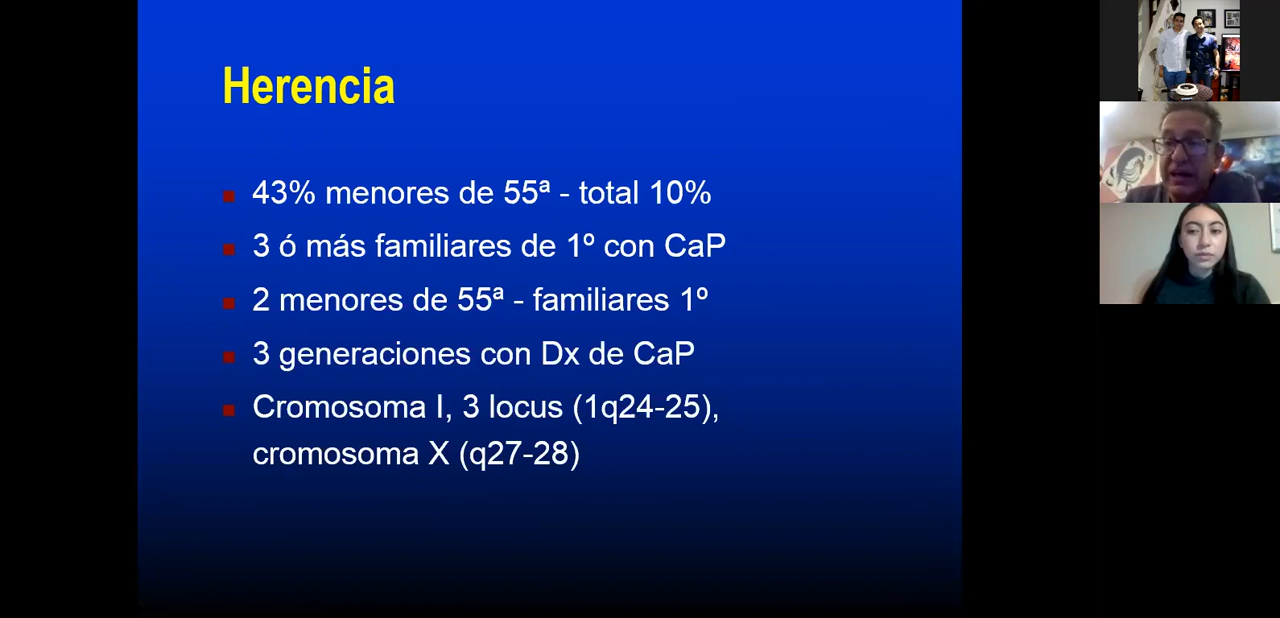 Herencia
43% menores de 55ª - total 10%
3 ó más familiares de 1º con CaP
2 menores de 55ª - familiares 1º
3 generaciones con Dx de CaP
Cromosoma I, 3 locus (1q24-25),
cromosoma X (q27-28)